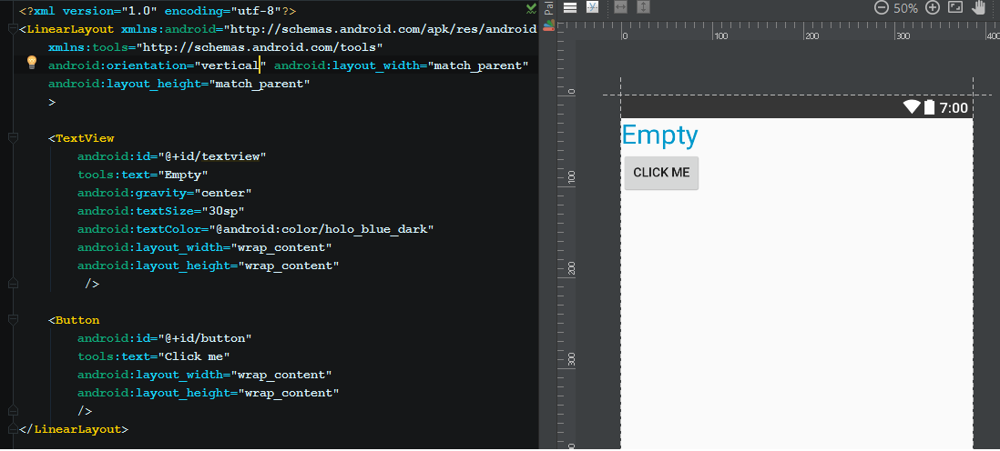 <?xml version="1.0" encoding="utf-8"?>
<LinearLayout xmlns:android="http://schemas.android.com/apk/res/android
xmlns:tools="http://schemas.android.com/tools"
android:orientation="vertical" android:layout_width="match_parent"
android:layout_height="match_parent"
>
<TextView
android:id="@+id/textview"
tools:text="Empty"
android:gravity="center"
android:textSize="30sp"
android:textColor="@android:color/holo_blue_dark"
android:layout_width="wrap_content"
android:layout_height="wrap_content"
/>
<Button
android:id="@+id/button"
tools:text="Click me"
android:layout_width="wrap_content"
android:layout_height="wrap_content"
/>
</LinearLayout>
Pa
50%
0 100 200 300 400
0
100
200
300
7:00
Empty
CLICK ME